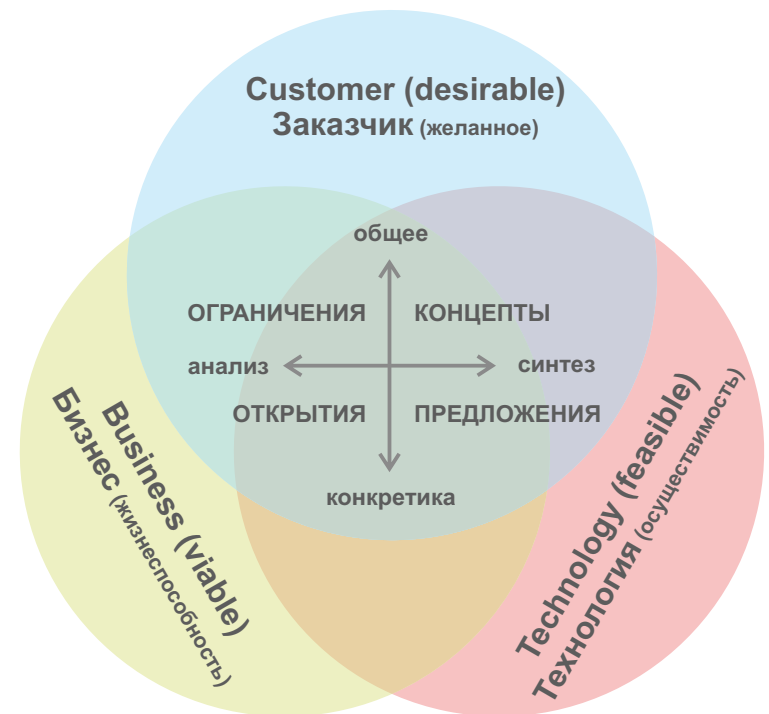 Customer (desirable)
Заказчик (желанное)
общее
ОГРАНИЧЕНИЯ КОНЦЕПТЫ
анализ синтез
ОТКРЫТИЯ ПРЕДЛОЖЕНИЯ
конкретика
Business (viable)
Бизнес (жизнеспособность)
Technology (feasible)
Технология (осуществимость)